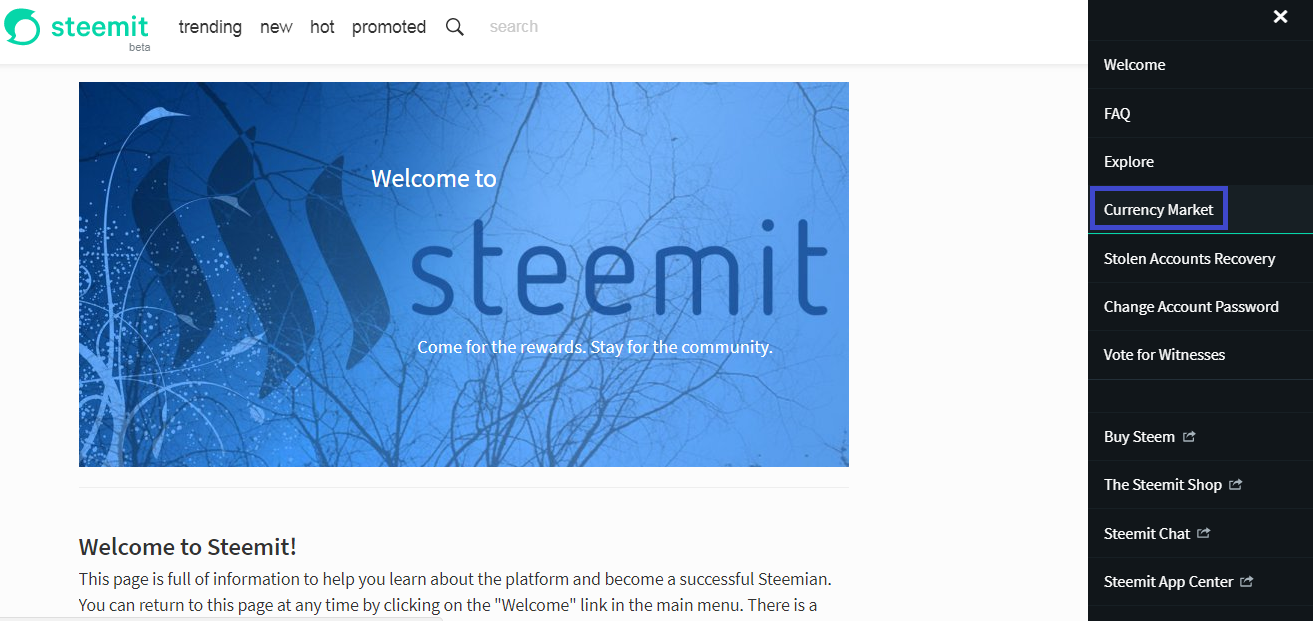 steemit
beta
trending new hot promoted search
Welcome to
steemit
Come for the rewards. Stay for the community.
Welcome to Steemit!
This page is full of information to help you learn about the platform and become a successful Steemian.
You can return to this page at any time by clicking on the "Welcome" link in the main menu. There is a
Welcome
FAQ
Explore
Currency Market
Stolen Accounts Recovery
Change Account Password
Vote for Witnesses
Buy Steem
The Steemit Shop
Steemit Chat
Steemit App Center